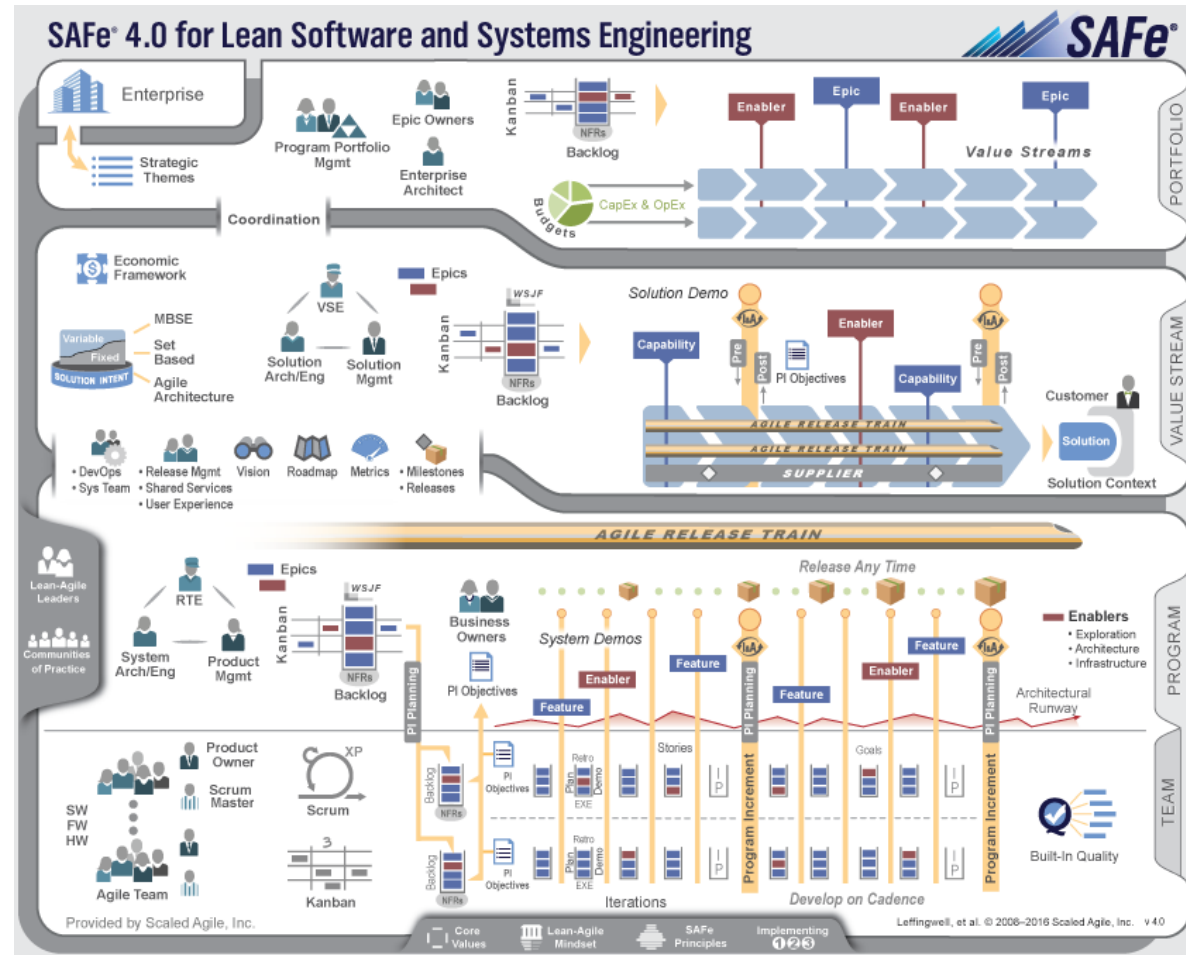 SAFe® 4.0 for Lean Software and Systems Engineering
SAFe®
Enterprise
Strategic
Themes
Program Portfolio
Mgmt
Epic Owners
Enterprise
Architect
Kanban
NFRs
Backlog
Enabler
Epic
Enabler
Epic
Value Streams
Budgets
CapEx & OpEx
PORTFOLIO
Coordination
Economic
Framework
Variable
Fixed
SOLUTION INTENT
MBSE
Set
Based
Agile
Architecture
VSE
Solution
Arch/Eng
Solution
Mgmt
Epics
Kanban
WSJF
NFRs
Backlog
Solution Demo
I&A
I&A
Capability
Pre
Post
PI Objectives
Enabler
Capability
Pre
Post
AGILE RELEASE TRAIN
AGILE RELEASE TRAIN
SUPPLIER
Customer
Solution
Solution Context
VALUE STREAM
• DevOps
• Sys Team
• Release Mgmt
• Shared Services
• User Experience
Vision
Roadmap
Metrics
• Milestones
• Releases
AGILE RELEASE TRAIN
Lean-Agile
Leaders
Communities
of Practice
RTE
System
Arch/Eng
Product
Mgmt
Epics
Kanban
WSJF
NFRs
Backlog
PI Planning
Business
Owners
PI Objectives
Release Any Time
System Demos
Feature
Enabler
Feature
I&A
PI Planning
Feature
Enabler
Feature
I&A
PI Planning
Enablers
• Exploration
• Architecture
• Infrastructure
Architectural
Runway
PROGRAM
SW
FW
HW
Product
Owner
Scrum
Master
Agile Team
XP
Scrum
3
Kanban
Backlog
NFRs
PI
Objectives
Retro
Plan
Demo
EXE
Stories
I
P
Goals
I
P
Backlog
NFRs
PI
Objectives
Retro
Plan
Demo
EXE
I
P
I
P
Program Increment
Program Increment
Iterations
Develop on Cadence
Q
Built-In Quality
TEAM
Provided by Scaled Agile, Inc.
Leffingwell, et al. © 2008–2016 Scaled Agile, Inc. v 4.0
Core
Values
Lean-Agile
Mindset
SAFe
Principles
Implementing
1 2 3